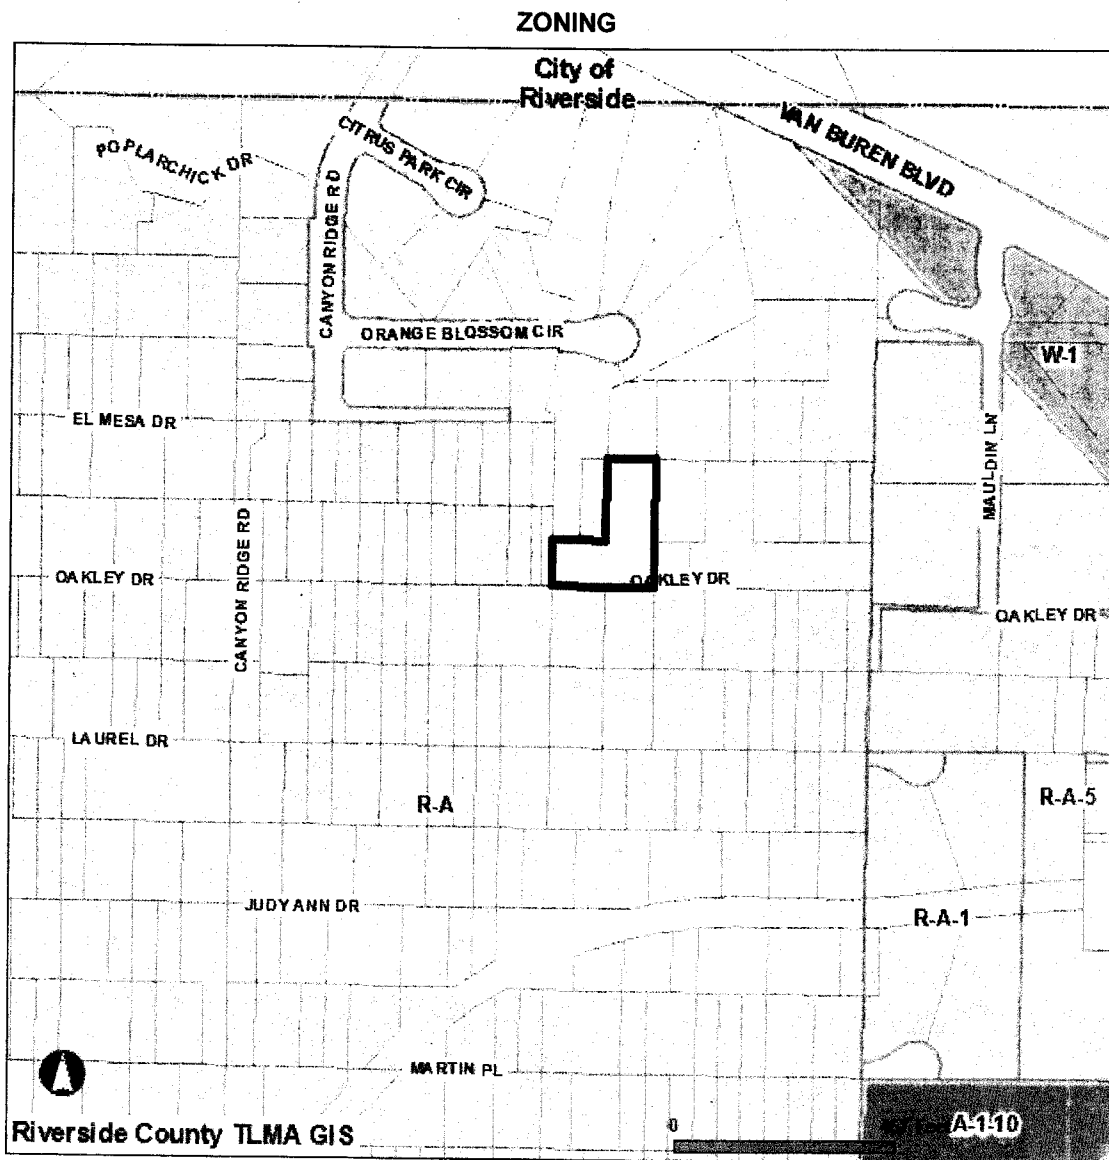 ZONING
City of
Riverside
VAN BUREN BLVD
CITRUS PARK CIR
POPLARCHICK DR
CANYON RIDGE RD
ORANGE BLOSSOM CIR
W-1
EL MESA DR
MAULDIN LN
CANYON RIDGE RD
OAKLEY DR
OAKLEY DR
OAKLEY DR
LAUREL DR
R-A
R-A-5
JUDY ANN DR
R-A-1
MARTIN PL
Riverside County TLMA GIS
0
A-1-10